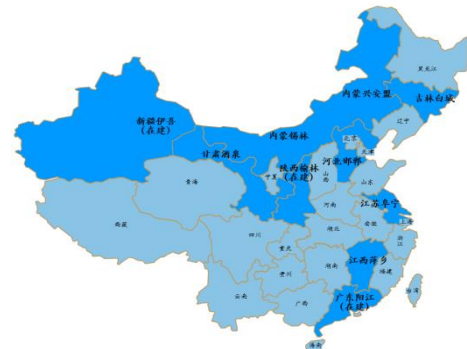 黑龙江
内蒙兴安盟
吉林白城
辽宁
新疆伊吾
(在建)
内蒙锡林
北京
天津
甘肃酒泉
河北邯郸
陕西榆林
(在建)
宁夏
山西
山东
青海
河南
江苏阜宁
西藏
安徽
上海
四川
湖北
重庆
浙江
江西萍乡
湖南
贵州
福建
云南
广西
广东阳江
(在建)
台湾
海南